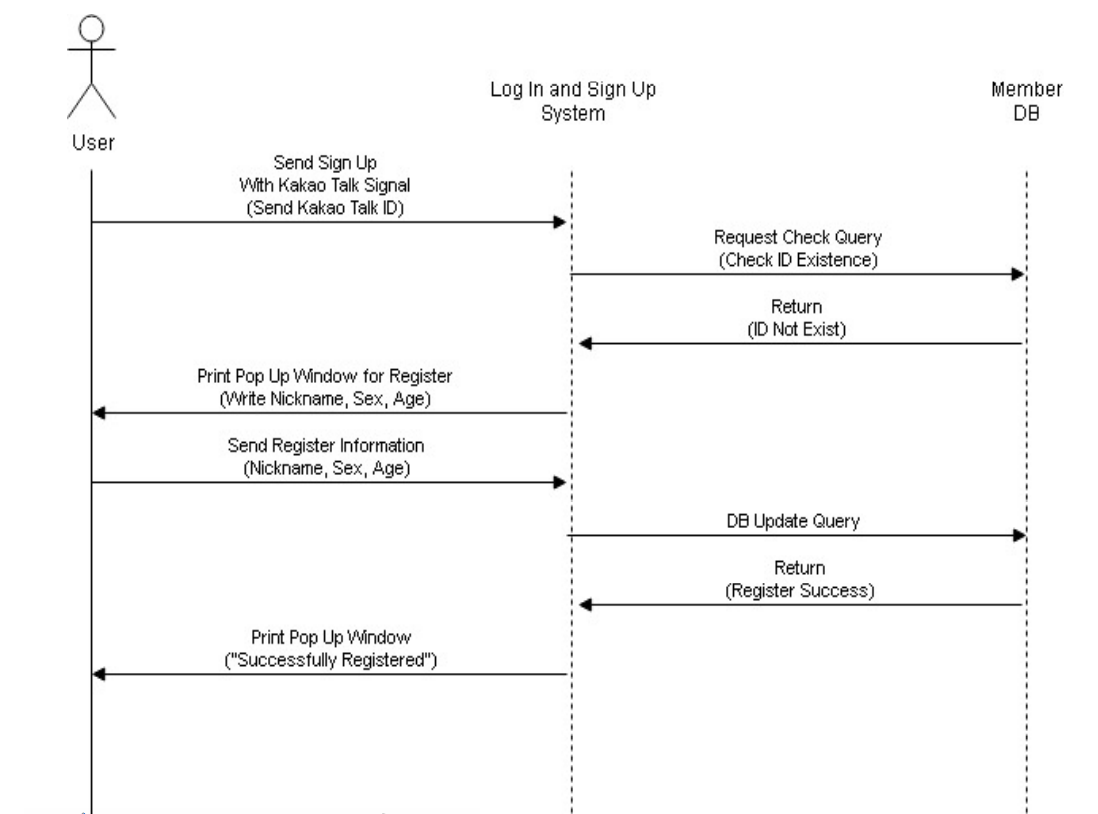 Log In and Sign Up
System
Member
DB
User
Send Sign Up
With Kakao Talk Signal
(Send Kakao Talk ID)
Request Check Query
(Check ID Existence)
Return
(ID Not Exist)
Print Pop Up Window for Register
(Write Nickname, Sex, Age)
Send Register Information
(Nickname, Sex, Age)
DB Update Query
Return
(Register Success)
Print Pop Up Window
("Successfully Registered")